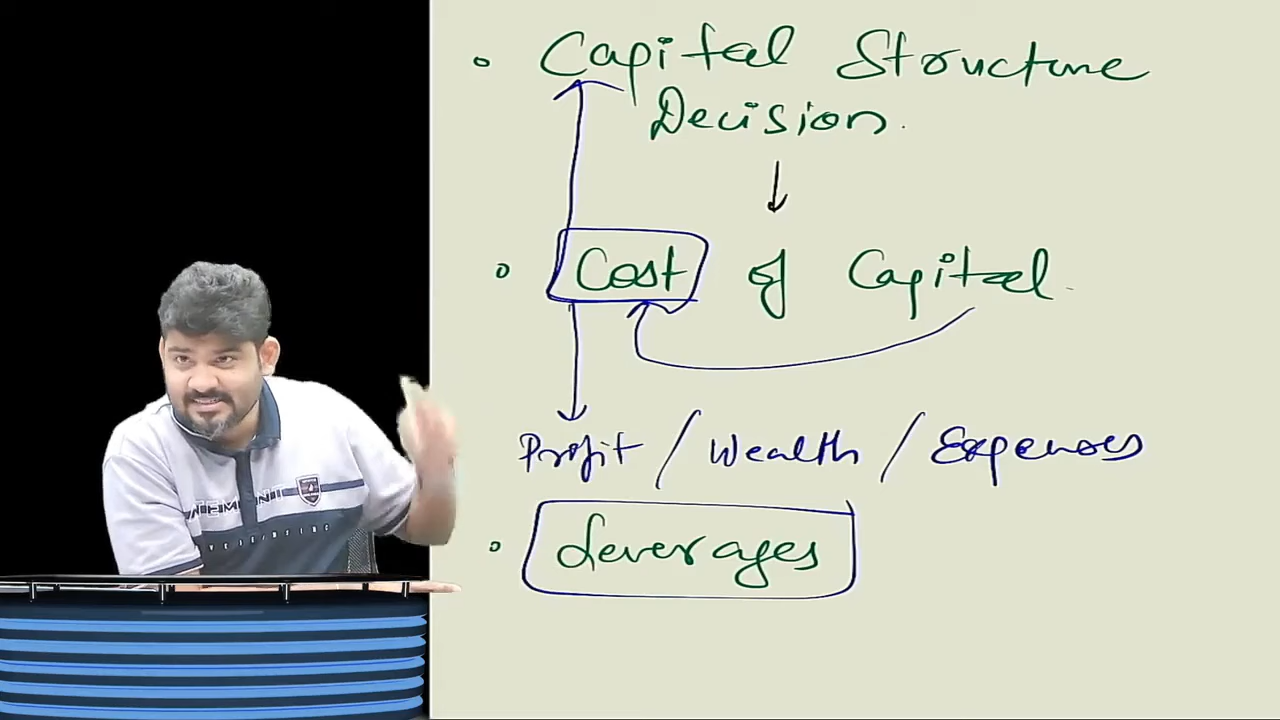 • Capital Structure
Decision.
• Cost of Capital.
Profit / Wealth / Expenses
• Leverages